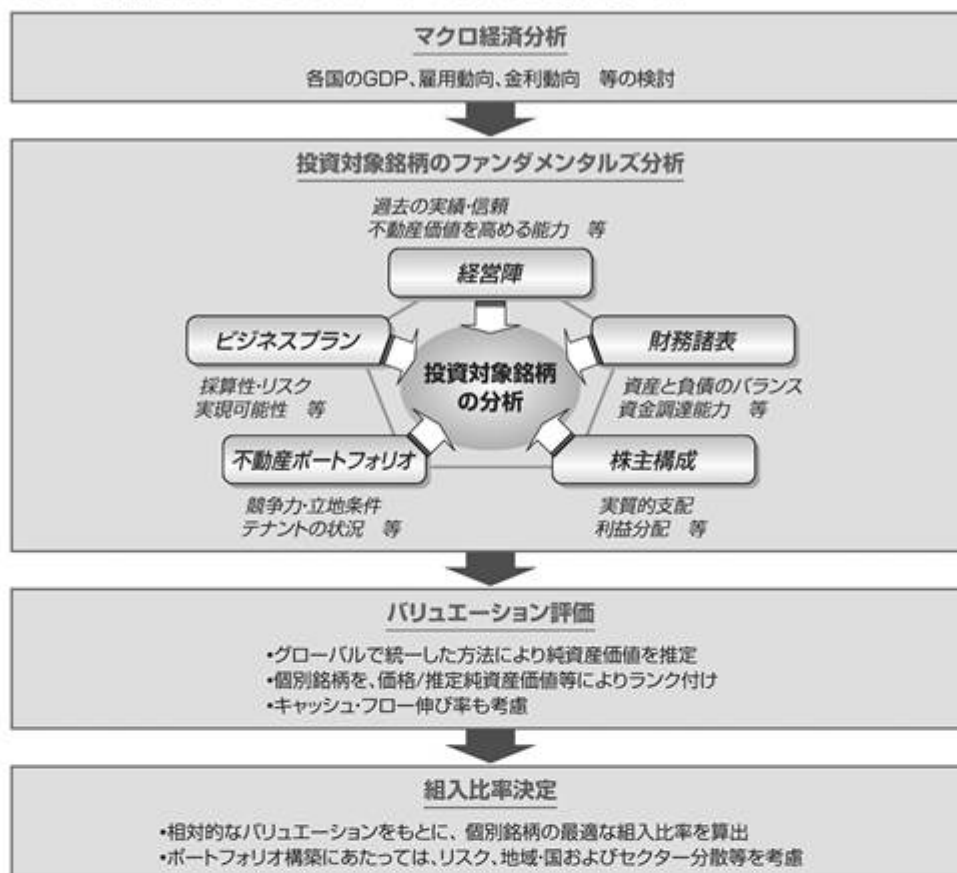 マクロ経済分析
各国のGDP、雇用動向、金利動向　等の検討
投資対象銘柄のファンダメンタルズ分析
過去の実績・信頼
不動産価値を高める能力　等
経営陣
ビジネスプラン
採算性・リスク
実現可能性　等
財務諸表
資産と負債のバランス
資金調達能力　等
投資対象銘柄
の分析
不動産ポートフォリオ
競争力・立地条件
テナントの状況　等
株主構成
実質的支配
利益分配　等
バリュエーション評価
•グローバルで統一した方法により純資産価値を推定
•個別銘柄を、価格/推定純資産価値等によりランク付け
•キャッシュ・フロー伸び率も考慮
組入比率決定
•相対的なバリュエーションをもとに、個別銘柄の最適な組入比率を算出
•ポートフォリオ構築にあたっては、リスク、地域・国およびセクター分散等を考慮